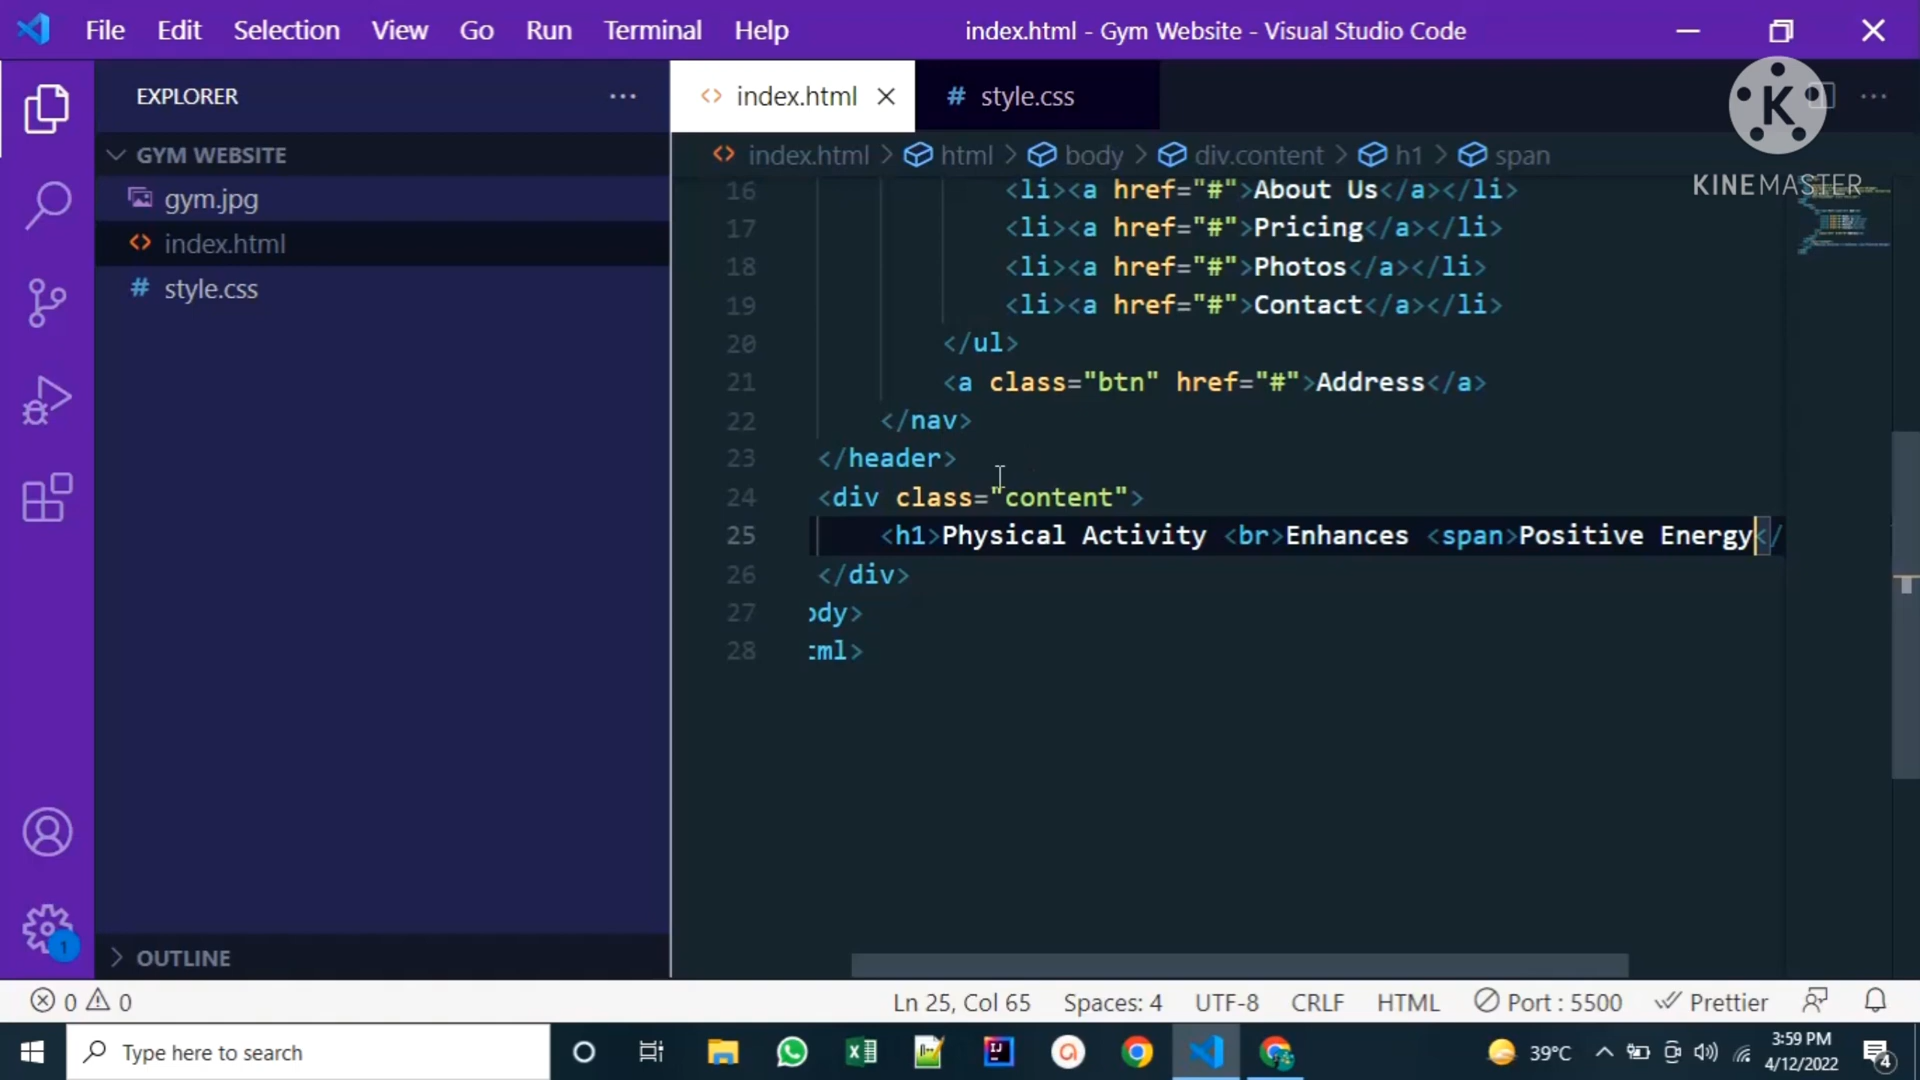 File Edit Selection View Go Run Terminal Help index.html - Gym Website - Visual Studio Code
EXPLORER
GYM WEBSITE
gym.jpg
index.html
style.css
OUTLINE
index.html style.css
K
KINEMASTER
index.html > html > body > div.content > h1 > span
16 <li><a href="#">About Us</a></li>
17 <li><a href="#">Pricing</a></li>
18 <li><a href="#">Photos</a></li>
19 <li><a href="#">Contact</a></li>
20 </ul>
21 <a class="btn" href="#">Address</a>
22 </nav>
23 </header>
24 <div class="content">
25 <h1>Physical Activity <br>Enhances <span>Positive Energy</
26 </div>
27 ody>
28 tml>
1
0 0 Ln 25, Col 65 Spaces: 4 UTF-8 CRLF HTML Port : 5500 Prettier
Type here to search
39°C 3:59 PM
4/12/2022
4